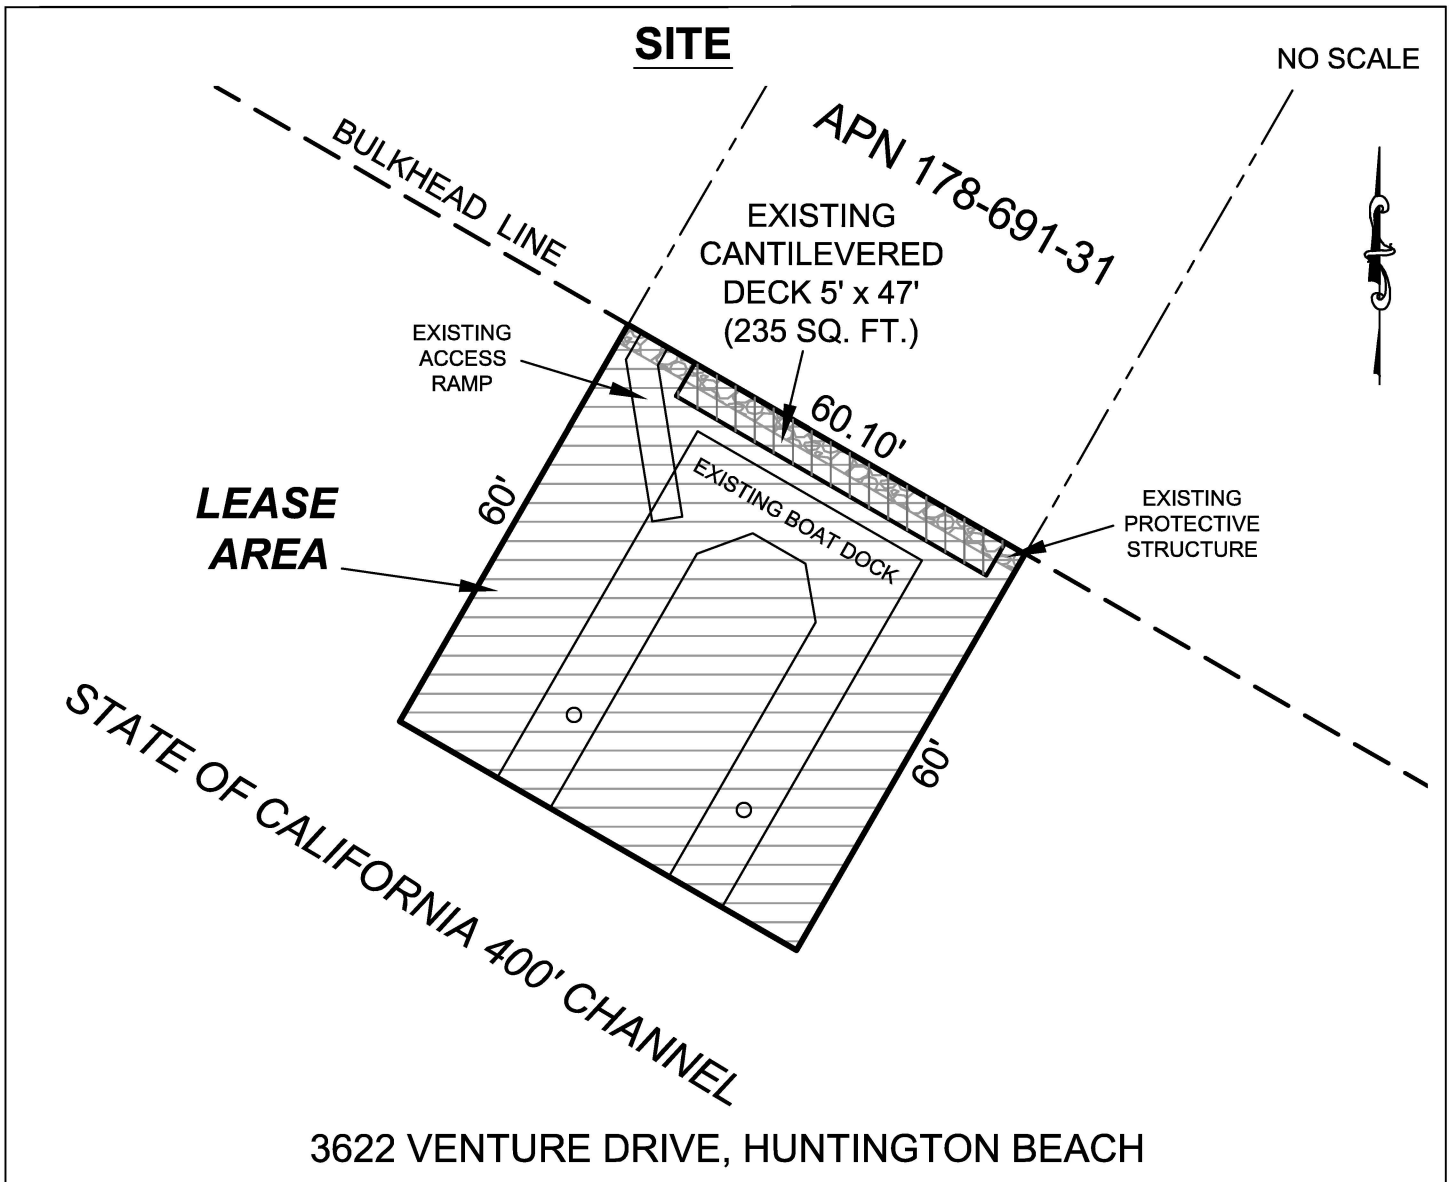 SITE
NO SCALE
BULKHEAD LINE
APN 178-691-31
EXISTING
CANTILEVERED
DECK 5' x 47'
(235 SQ. FT.)
EXISTING
ACCESS
RAMP
60.10'
LEASE
AREA
60'
EXISTING BOAT DOCK
EXISTING
PROTECTIVE
STRUCTURE
60'
STATE OF CALIFORNIA 400' CHANNEL
3622 VENTURE DRIVE, HUNTINGTON BEACH